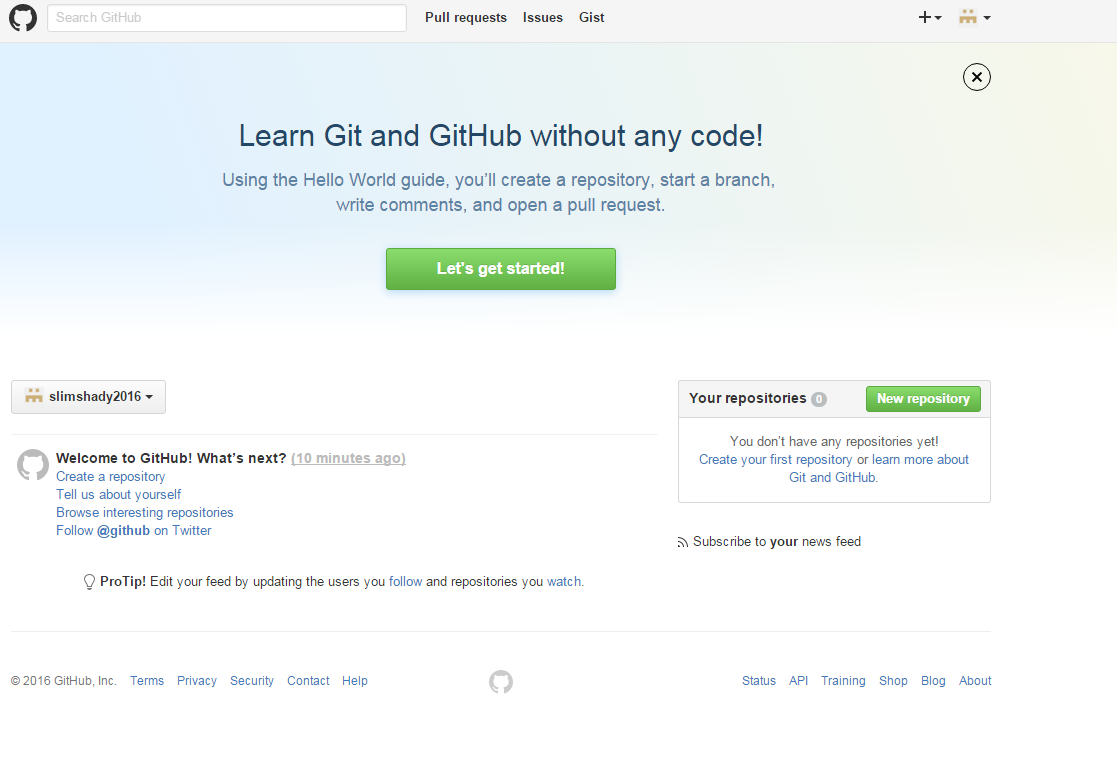 Search GitHub Pull requests Issues Gist
Learn Git and GitHub without any code!
Using the Hello World guide, you’ll create a repository, start a branch,
write comments, and open a pull request.
Let's get started!
slimshady2016
Welcome to GitHub! What’s next? (10 minutes ago)
Create a repository
Tell us about yourself
Browse interesting repositories
Follow @github on Twitter
ProTip! Edit your feed by updating the users you follow and repositories you watch.
Your repositories 0 New repository
You don’t have any repositories yet!
Create your first repository or learn more about
Git and GitHub.
Subscribe to your news feed
© 2016 GitHub, Inc. Terms Privacy Security Contact Help Status API Training Shop Blog About